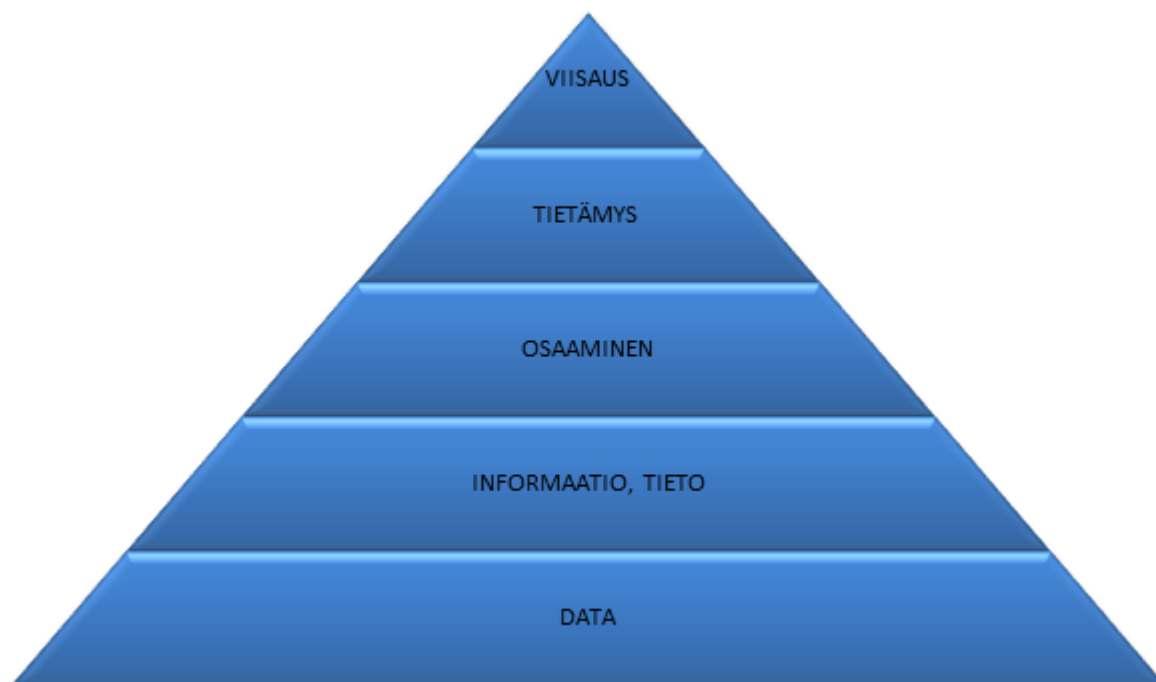 VIISAUS
TIETÄMYS
OSAAMINEN
INFORMAATIO, TIETO
DATA